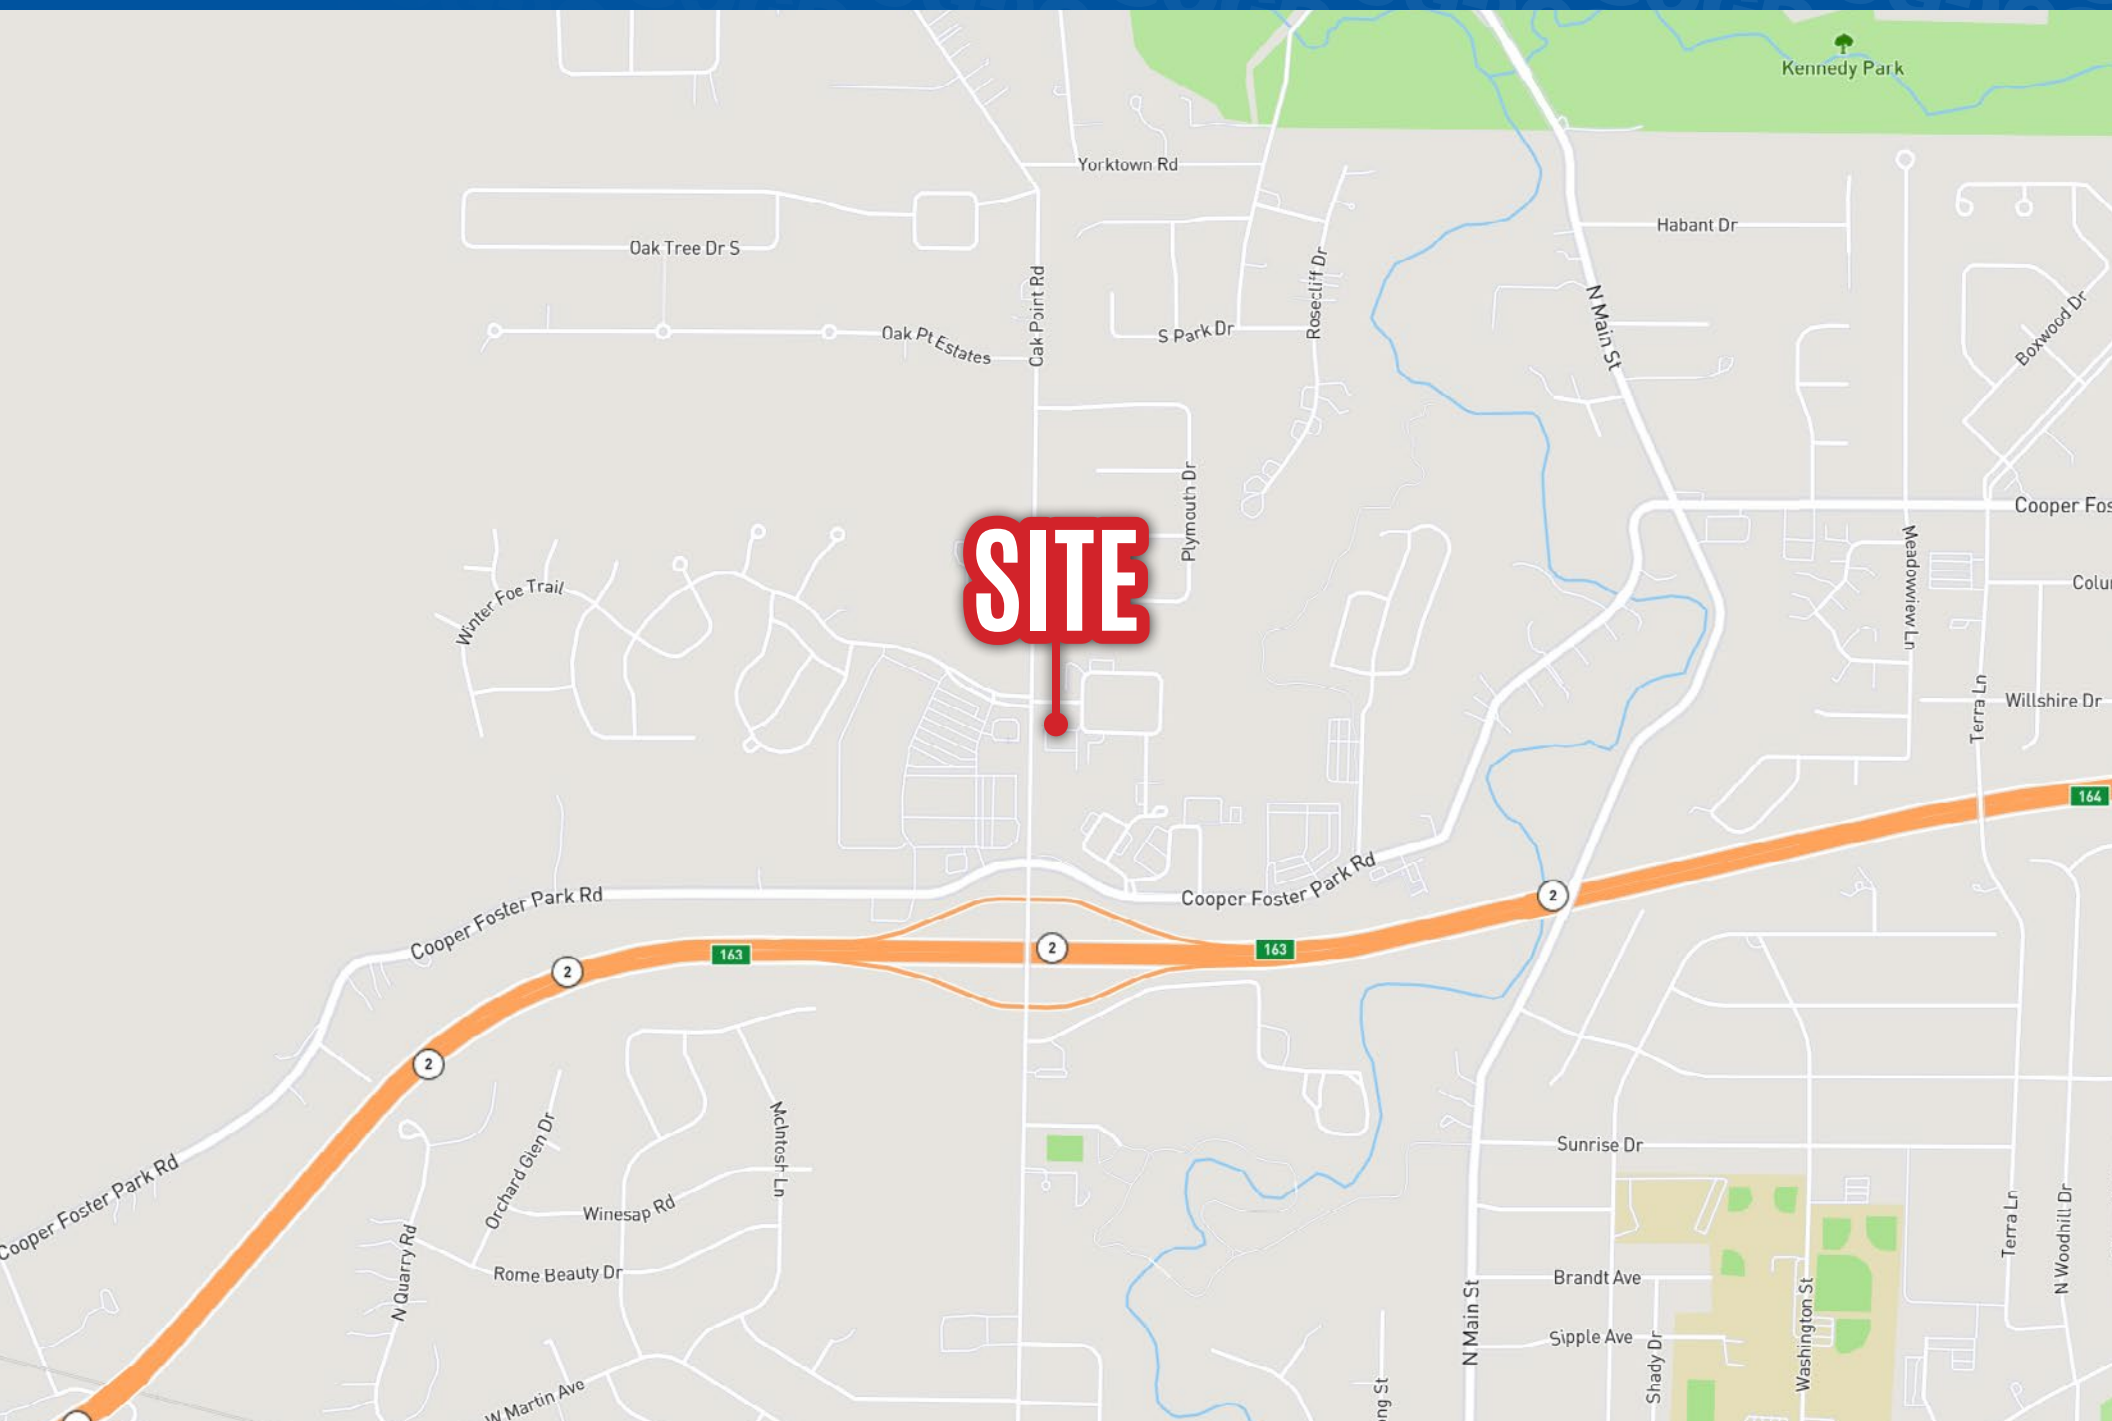 Kennedy Park
Yorktown Rd
Habant Dr
Oak Tree Dr S
Oak Point Rd
Rosecliff Dr
N Main St
Boxwood Dr
Oak Pt Estates
S Park Dr
Plymouth Dr
Cooper Fos
SITE
Winter Foe Trail
Meadowview Ln
Colu
Terra Ln
Willshire Dr
164
Cooper Foster Park Rd
Cooper Foster Park Rd
2
163
2
163
2
2
McIntosh Ln
Orchard Glen Dr
Sunrise Dr
Cooper Foster Park Rd
Winesap Rd
N Quarry Rd
Terra Ln
N Woodhill Dr
Rome Beauty Dr
Brandt Ave
N Main St
Washington St
Sipple Ave
Shady Dr
W Martin Ave
ong St